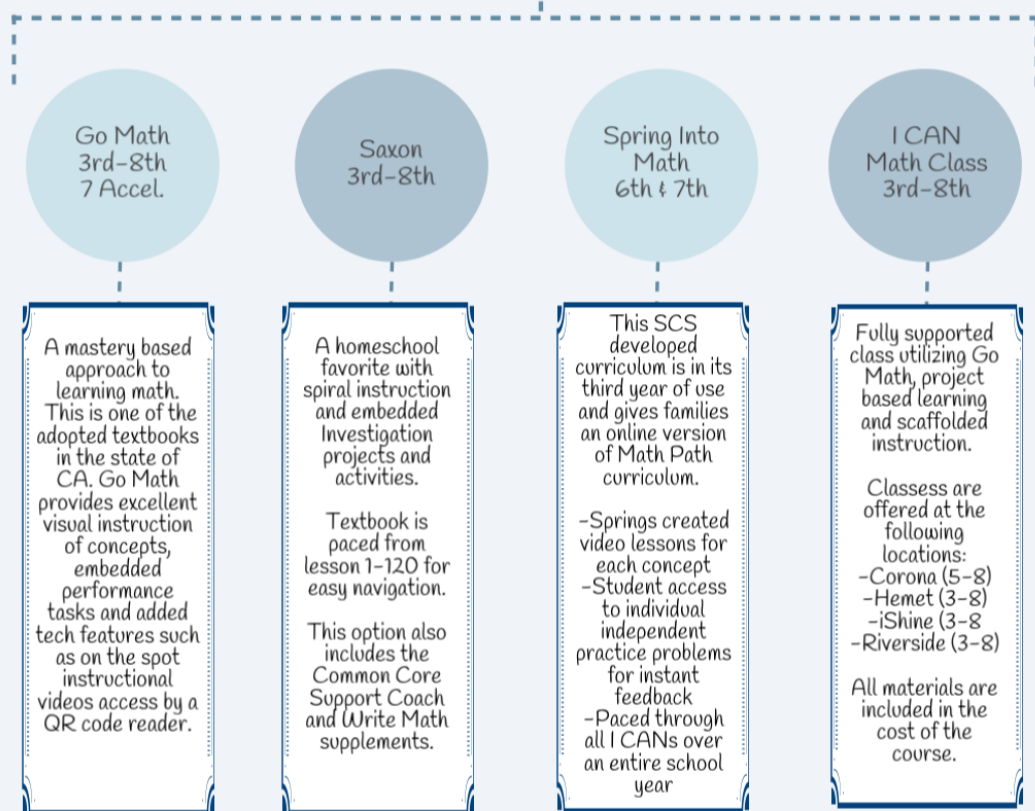 Go Math
3rd-8th
7 Accel.
A mastery based
approach to
learning math.
This is one of the
adopted textbooks
in the state of
CA. Go Math
provides excellent
visual instruction
of concepts,
embedded
performance
tasks and added
tech features such
as on the spot
instructional
videos access by a
QR code reader.
Saxon
3rd-8th
A homeschool
favorite with
spiral instruction
and embedded
Investigation
projects and
activities.
Textbook is
paced from
lesson 1-120 for
easy navigation.
This option also
includes the
Common Core
Support Coach
and Write Math
supplements.
Spring Into
Math
6th & 7th
This SCS
developed
curriculum is in its
third year of use
and gives families
an online version
of Math Path
curriculum.
-Springs created
video lessons for
each concept
-Student access
to individual
independent
practice problems
for instant
feedback
-Paced through
all I CANs over
an entire school
year
I CAN
Math Class
3rd-8th
Fully supported
class utilizing Go
Math, project
based learning
and scaffolded
instruction.
Classess are
offered at the
following
locations:
-Corona (5-8)
-Hemet (3-8)
-iShine (3-8
-Riverside (3-8)
All materials are
included in the
cost of the
course.